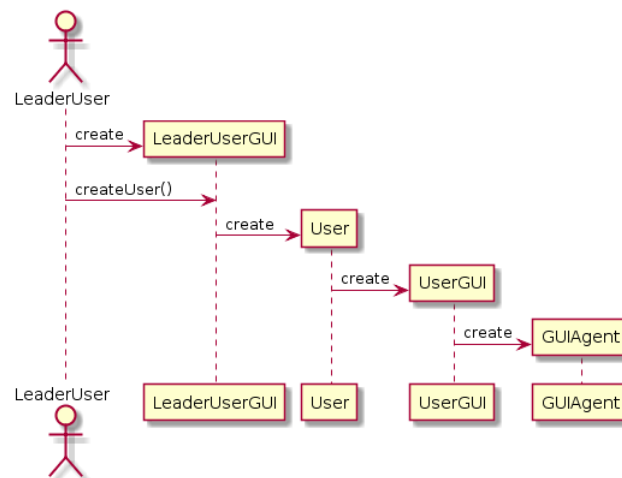 LeaderUser
create
LeaderUserGUI
createUser()
create
User
create
UserGUI
create
GUIAgent
LeaderUser
LeaderUserGUI
User
UserGUI
GUIAgent